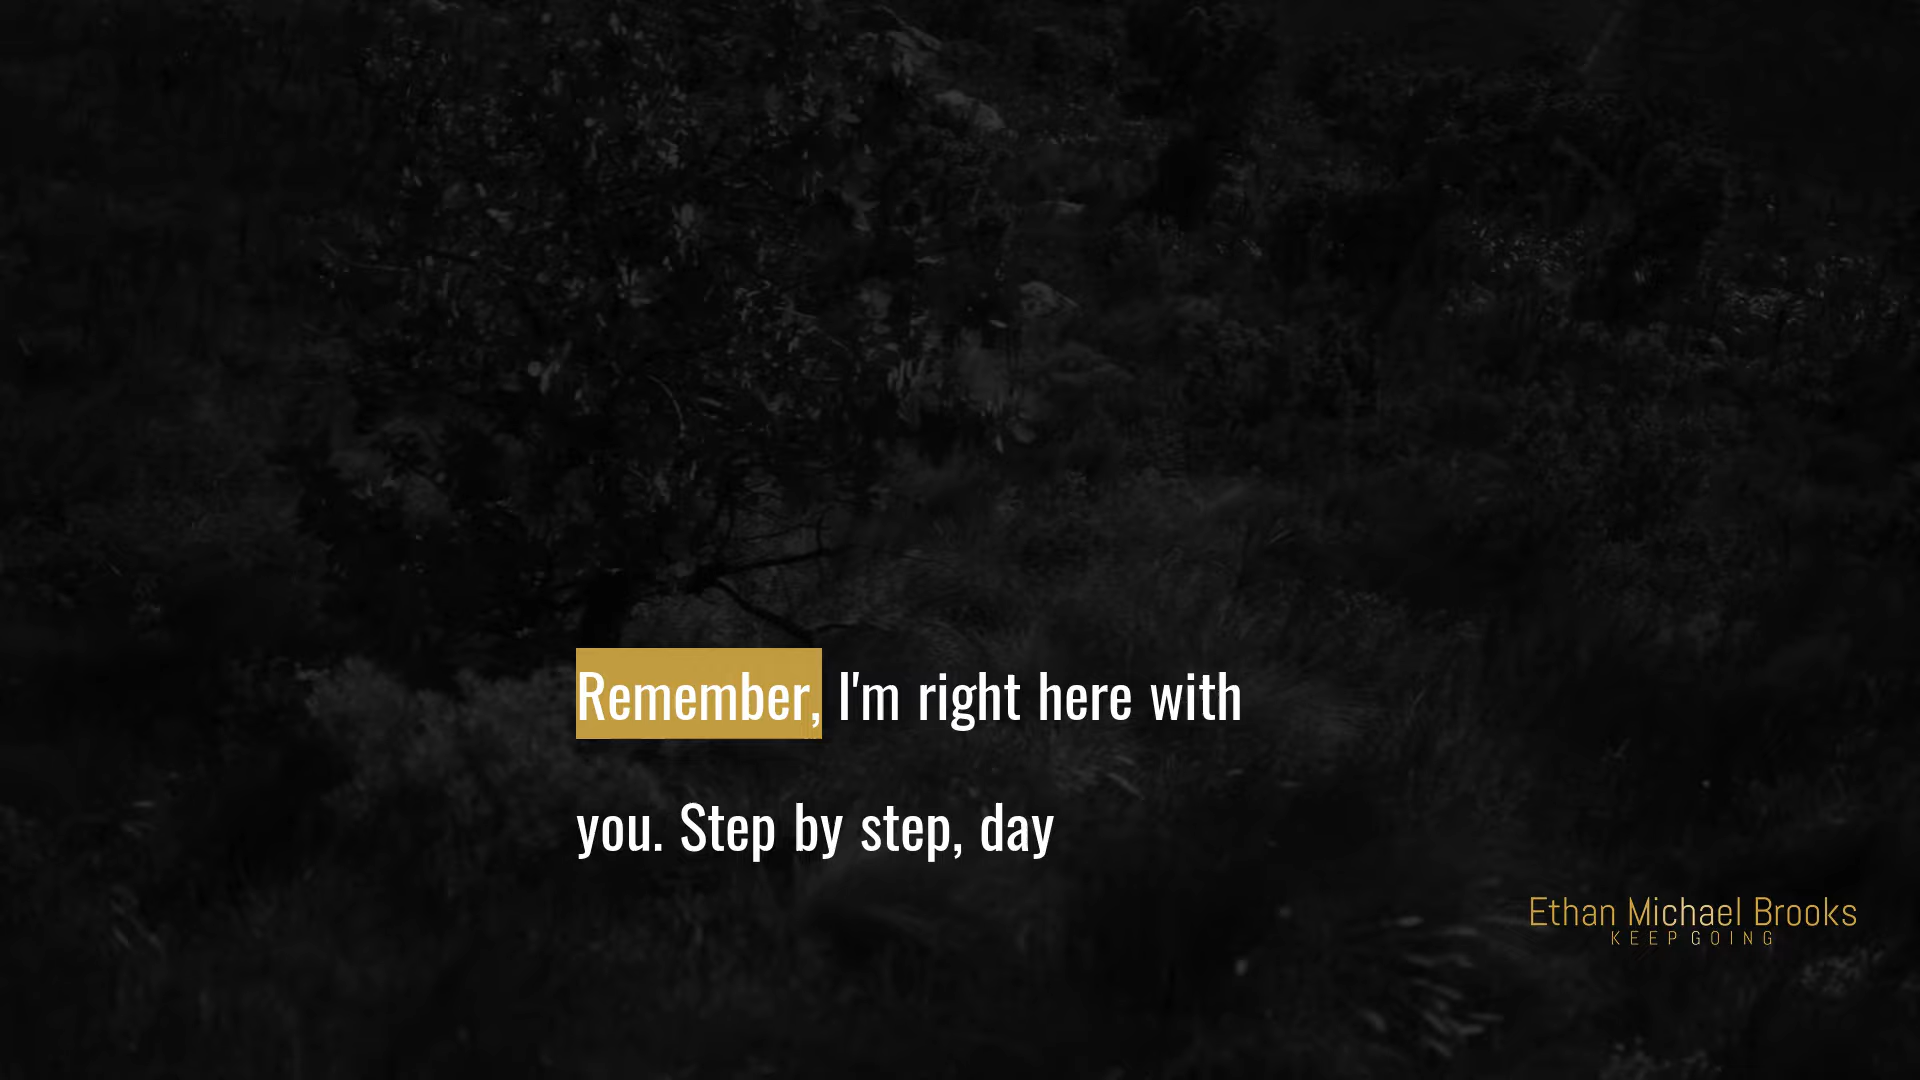 Remember, I'm right here with
you. Step by step, day
Ethan Michael Brooks
KEEP GOING